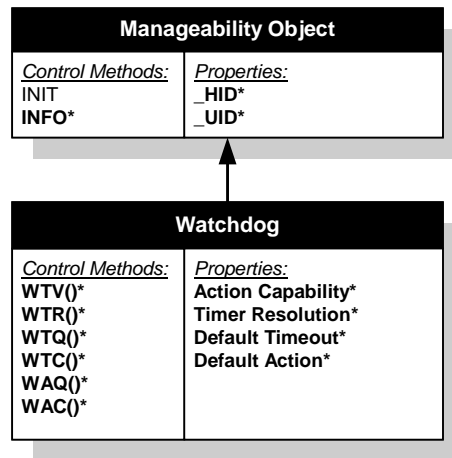 Manageability Object
Control Methods:
INIT
INFO*
Properties:
_HID*
_UID*
Watchdog
Control Methods:
WTV()*
WTR()*
WTQ()*
WTC()*
WAQ()*
WAC()*
Properties:
Action Capability*
Timer Resolution*
Default Timeout*
Default Action*